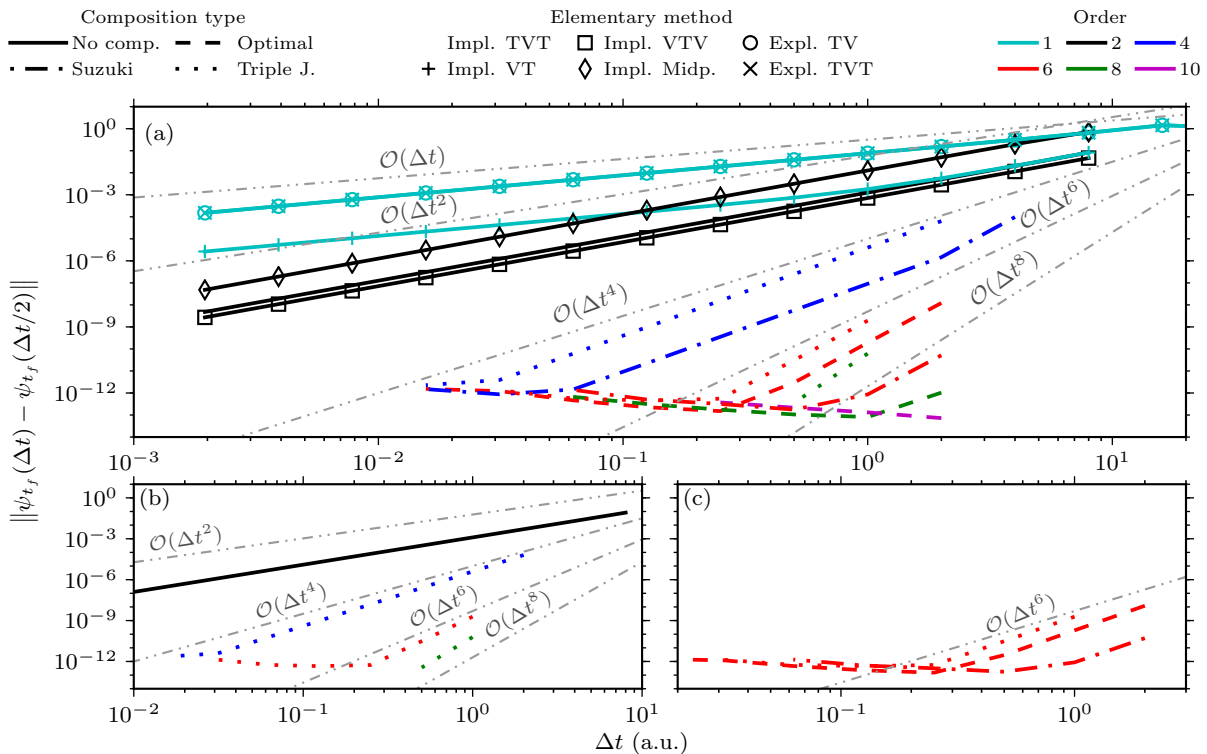 Composition type Elementary method Order
No comp. Optimal Impl. TVT Impl. VTV Expl. TV 1 2 4
Suzuki Triple J. Impl. VT Impl. Midp. Expl. TVT 6 8 10
(a)
10^0
10^{-3}
10^{-6}
10^{-9}
10^{-12}
O(Δt)
O(Δt^2)
O(Δt^4)
O(Δt^6)
O(Δt^8)
10^{-3} 10^{-2} 10^{-1} 10^0 10^1
||ψ_{t_f}(Δt) − ψ_{t_f}(Δt/2)||
(b)
10^0
10^{-3}
10^{-6}
10^{-9}
10^{-12}
O(Δt^2)
O(Δt^4)
O(Δt^6)
O(Δt^8)
10^{-2} 10^{-1} 10^0 10^1
(c)
O(Δt^6)
10^{-1} 10^0
Δt (a.u.)